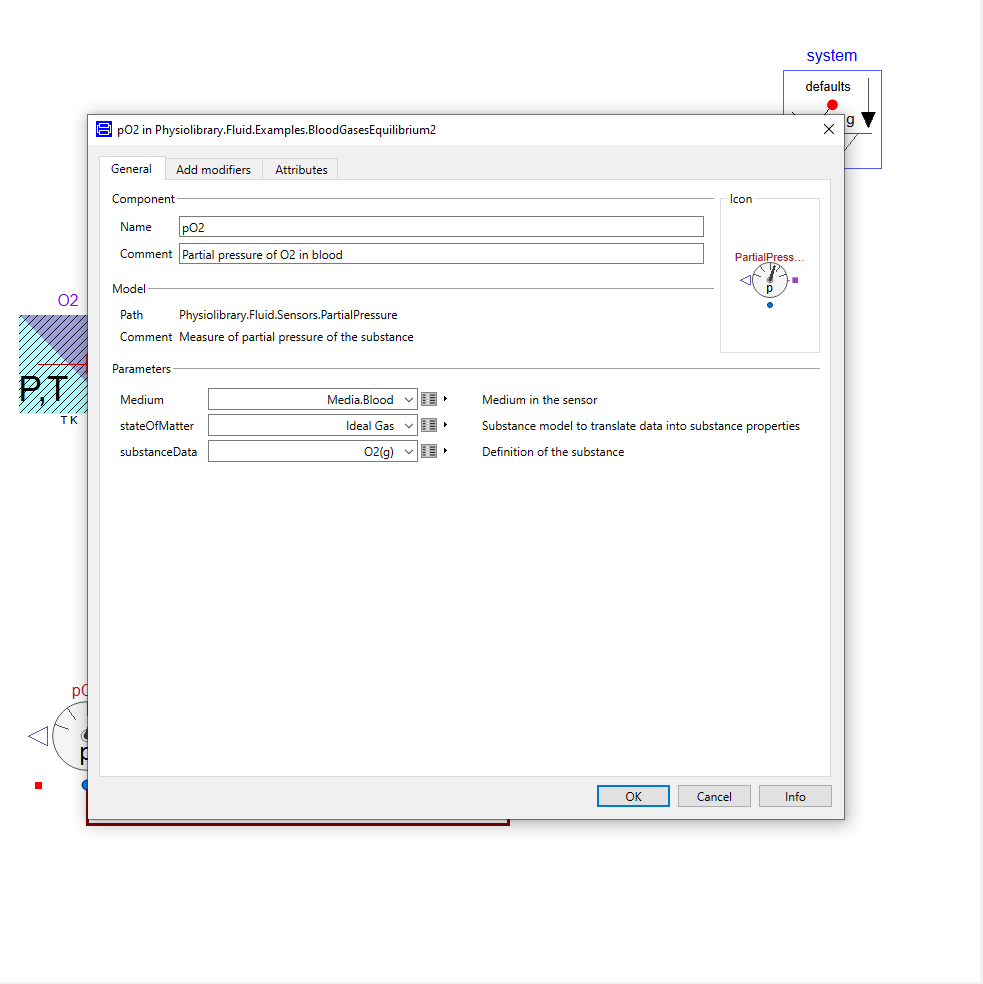 system
defaults
g
pO2 in Physiolibrary.Fluid.Examples.BloodGasesEquilibrium2
General
Add modifiers
Attributes
Component
Icon
Name
pO2
Comment
Partial pressure of O2 in blood
PartialPress...
p
Model
Path
Physiolibrary.Fluid.Sensors.PartialPressure
Comment
Measure of partial pressure of the substance
O2
P,T
T K
Parameters
Medium
Media.Blood
Medium in the sensor
stateOfMatter
Ideal Gas
Substance model to translate data into substance properties
substanceData
O2(g)
Definition of the substance
p
OK
Cancel
Info